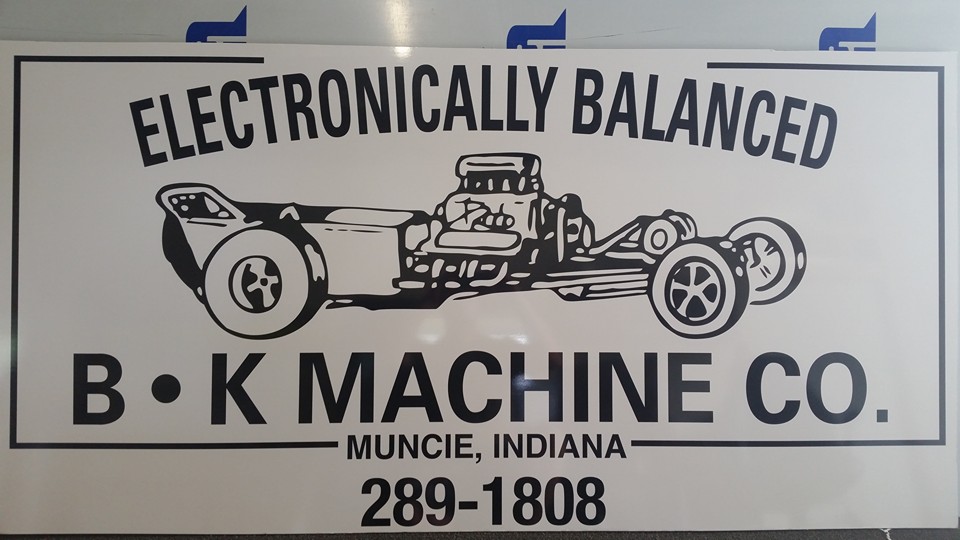 ELECTRONICALLY BALANCED
B • K MACHINE CO.
MUNCIE, INDIANA
289-1808